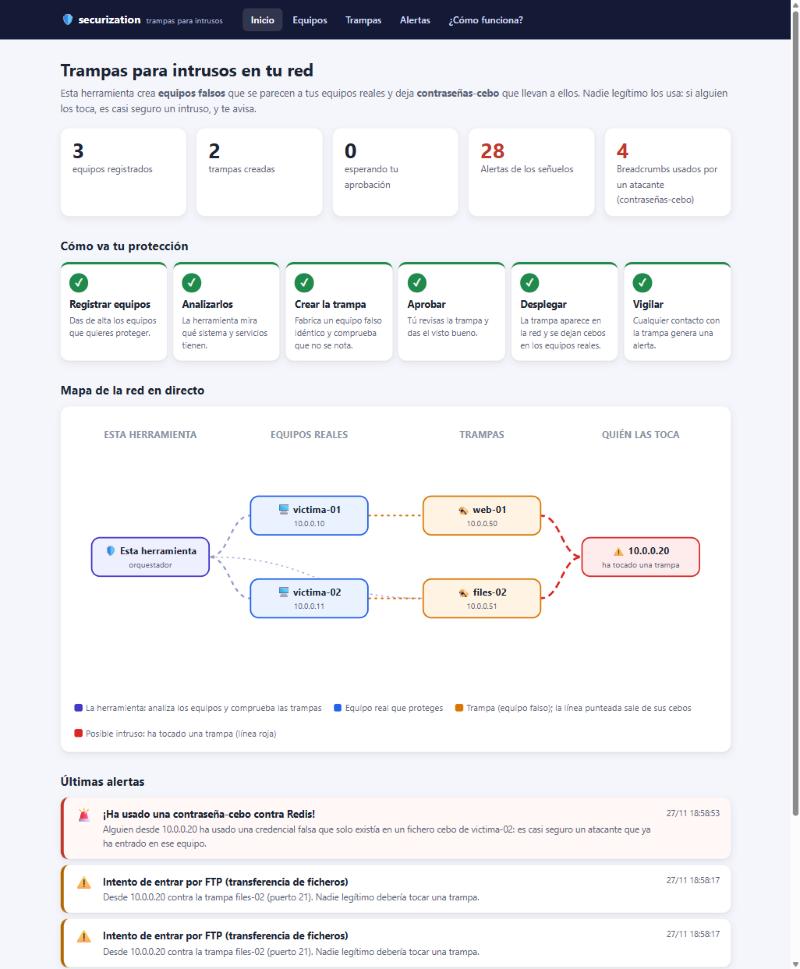 securization trampas para intrusos Inicio Equipos Trampas Alertas ¿Cómo funciona?
Trampas para intrusos en tu red
Esta herramienta crea equipos falsos que se parecen a tus equipos reales y deja contraseñas-cebo que llevan a ellos. Nadie legítimo los usa: si alguien
los toca, es casi seguro un intruso, y te avisa.
3
equipos registrados
2
trampas creadas
0
esperando tu
aprobación
28
Alertas de los señuelos
4
Breadcrumbs usados por
un atacante
(contraseñas-cebo)
Cómo va tu protección
Registrar equipos
Das de alta los equipos
que quieres proteger.
Analizarlos
La herramienta mira
qué sistema y servicios
tienen.
Crear la trampa
Fabrica un equipo falso
idéntico y comprueba
que no se nota.
Aprobar
Tú revisas la trampa y
das el visto bueno.
Desplegar
La trampa aparece en
la red y se dejan cebos
en los equipos reales.
Vigilar
Cualquier contacto con
la trampa genera una
alerta.
Mapa de la red en directo
ESTA HERRAMIENTA EQUIPOS REALES TRAMPAS QUIÉN LAS TOCA
victima-01
10.0.0.10
web-01
10.0.0.50
Esta herramienta
orquestador
10.0.0.20
ha tocado una trampa
victima-02
10.0.0.11
files-02
10.0.0.51
La herramienta: analiza los equipos y comprueba las trampas Equipo real que proteges Trampa (equipo falso); la línea punteada sale de sus cebos
Posible intruso: ha tocado una trampa (línea roja)
Últimas alertas
¡Ha usado una contraseña-cebo contra Redis! 27/11 18:58:53
Alguien desde 10.0.0.20 ha usado una credencial falsa que solo existía en un fichero cebo de victima-02: es casi seguro un atacante que ya
ha entrado en ese equipo.
Intento de entrar por FTP (transferencia de ficheros) 27/11 18:58:17
Desde 10.0.0.20 contra la trampa files-02 (puerto 21). Nadie legítimo debería tocar una trampa.
Intento de entrar por FTP (transferencia de ficheros) 27/11 18:58:17
Desde 10.0.0.20 contra la trampa files-02 (puerto 21). Nadie legítimo debería tocar una trampa.